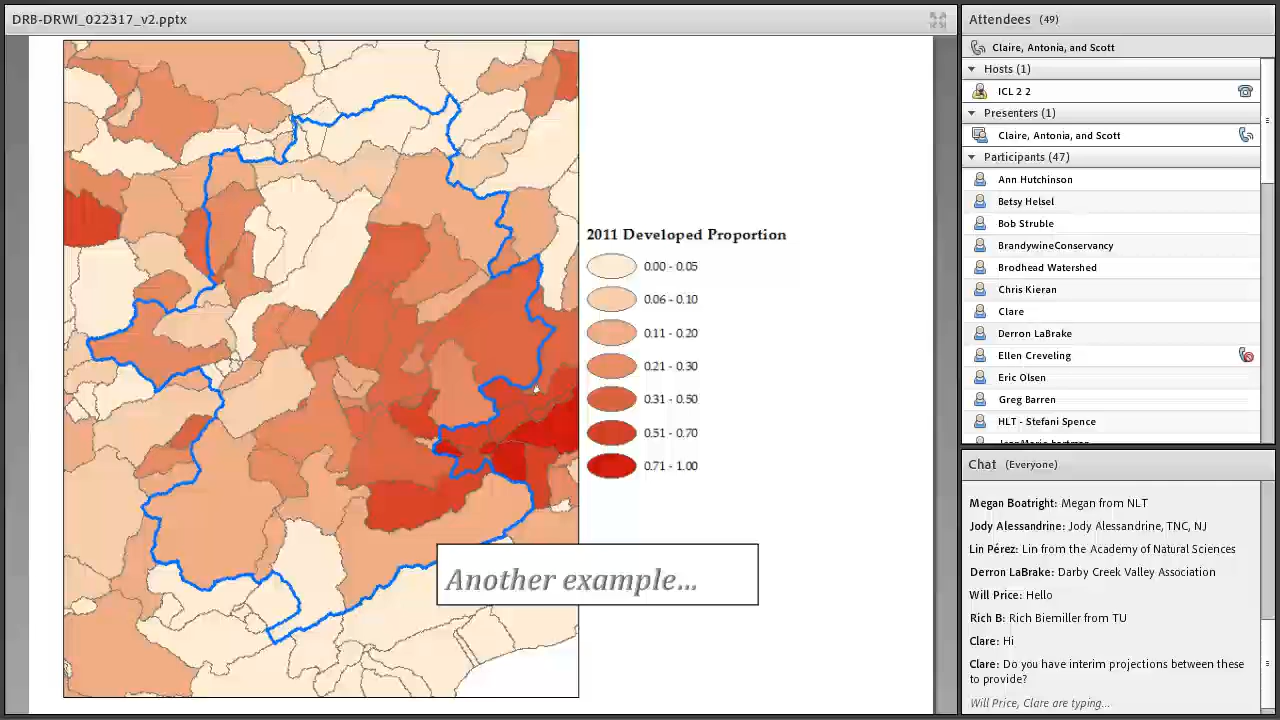 DRB-DRWI_022317_v2.pptx
2011 Developed Proportion
0.00 - 0.05
0.06 - 0.10
0.11 - 0.20
0.21 - 0.30
0.31 - 0.50
0.51 - 0.70
0.71 - 1.00
Another example...
Attendees (49)
Claire, Antonia, and Scott
Hosts (1)
ICL 2 2
Presenters (1)
Claire, Antonia, and Scott
Participants (47)
Ann Hutchinson
Betsy Helsel
Bob Struble
BrandywineConservancy
Brodhead Watershed
Chris Kieran
Clare
Derron LaBrake
Ellen Creveling
Eric Olsen
Greg Barren
HLT - Stefani Spence
Chat (Everyone)
Megan Boatright: Megan from NLT
Jody Alessandrine: Jody Alessandrine, TNC, NJ
Lin Pérez: Lin from the Academy of Natural Sciences
Derron LaBrake: Darby Creek Valley Association
Will Price: Hello
Rich B: Rich Biemiller from TU
Clare: Hi
Clare: Do you have interim projections between these
to provide?
Will Price, Clare are typing...